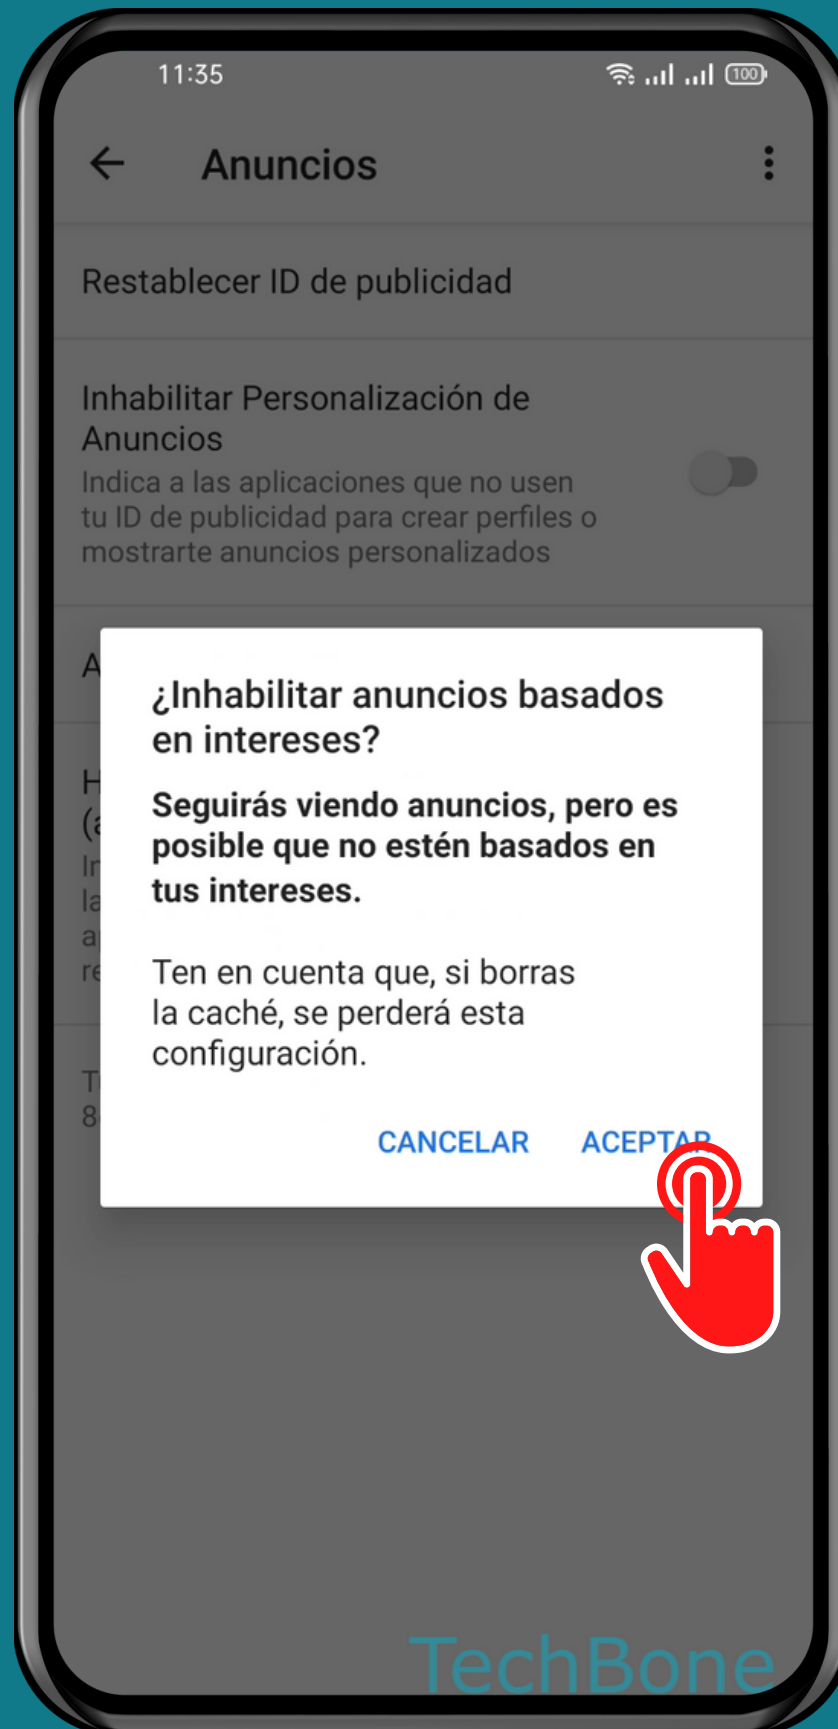 11:35
100
Anuncios
Restablecer ID de publicidad
Inhabilitar Personalización de
Anuncios
Indica a las aplicaciones que no usen
tu ID de publicidad para crear perfiles o
mostrarte anuncios personalizados
¿Inhabilitar anuncios basados
en intereses?
Seguirás viendo anuncios, pero es
posible que no estén basados en
tus intereses.
Ten en cuenta que, si borras
la caché, se perderá esta
configuración.
CANCELAR ACEPTAR
TechBone